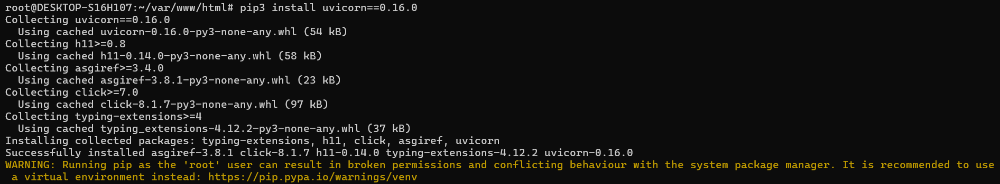 root@DESKTOP-S16H107:~/var/www/html# pip3 install uvicorn==0.16.0
Collecting uvicorn==0.16.0
  Using cached uvicorn-0.16.0-py3-none-any.whl (54 kB)
Collecting h11>=0.8
  Using cached h11-0.14.0-py3-none-any.whl (58 kB)
Collecting asgiref>=3.4.0
  Using cached asgiref-3.8.1-py3-none-any.whl (23 kB)
Collecting click>=7.0
  Using cached click-8.1.7-py3-none-any.whl (97 kB)
Collecting typing-extensions>=4
  Using cached typing_extensions-4.12.2-py3-none-any.whl (37 kB)
Installing collected packages: typing-extensions, h11, click, asgiref, uvicorn
Successfully installed asgiref-3.8.1 click-8.1.7 h11-0.14.0 typing-extensions-4.12.2 uvicorn-0.16.0
WARNING: Running pip as the 'root' user can result in broken permissions and conflicting behaviour with the system package manager. It is recommended to use
 a virtual environment instead: https://pip.pypa.io/warnings/venv